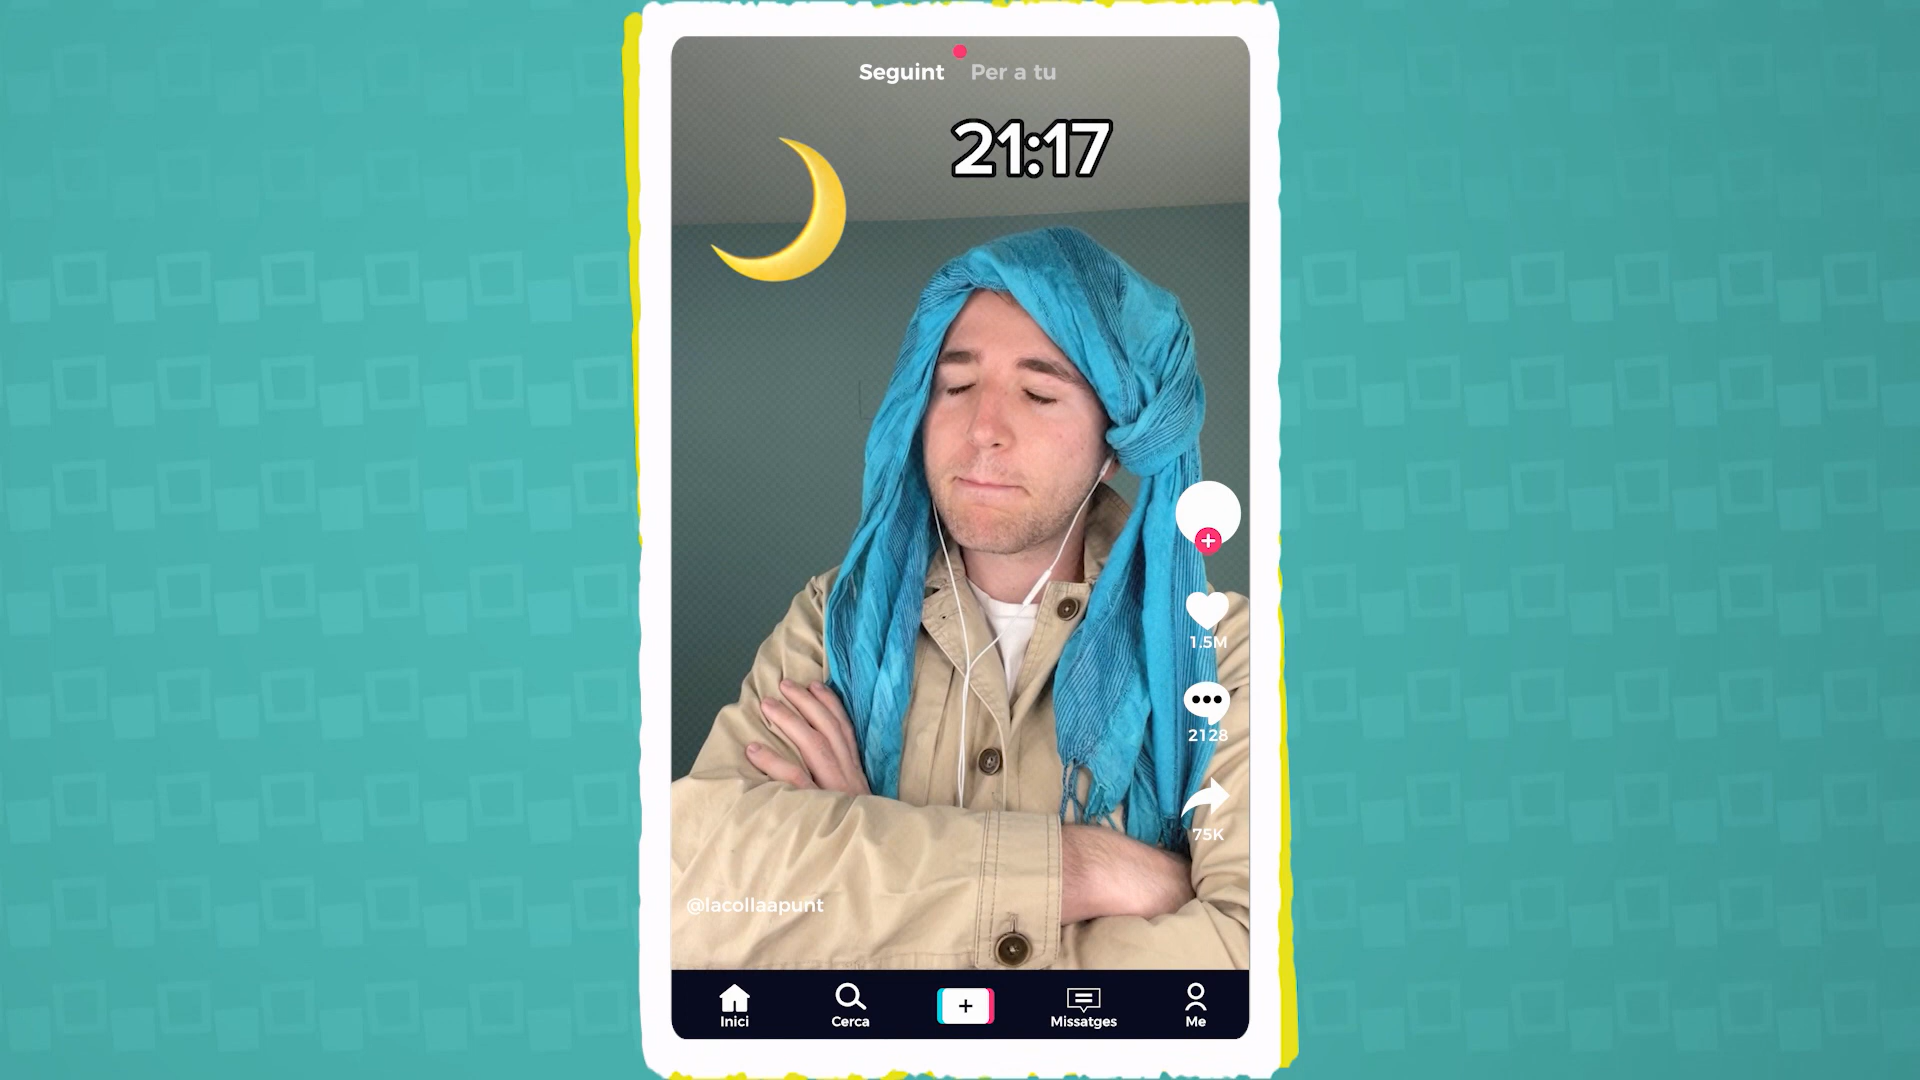 Seguint Per a tu
21:17
1.5M
2128
75K
@lacollaapunt
Inici Cerca Missatges Me